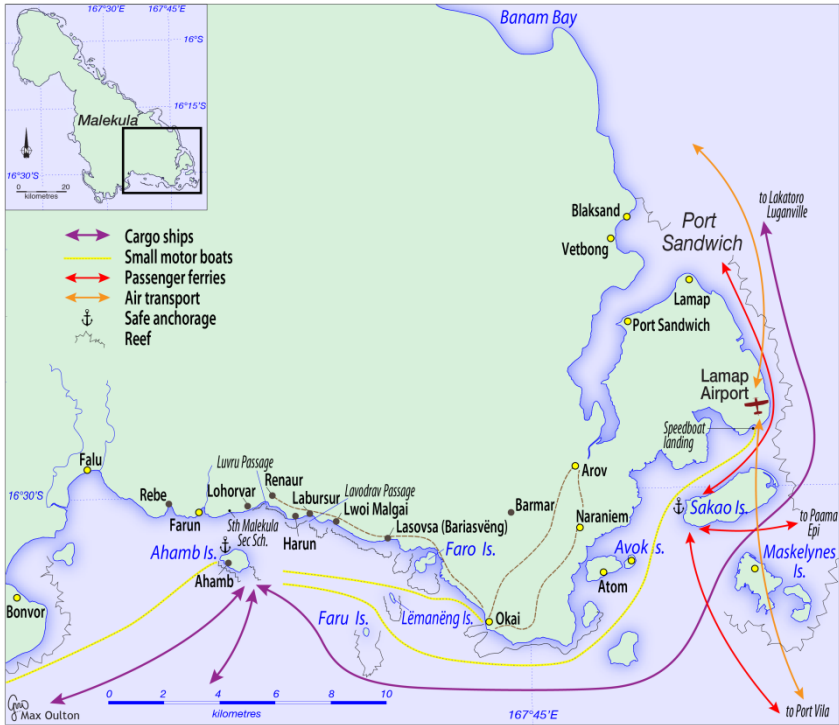 167°30'E
167°45'E
Banam Bay
16°S
16°15'S
Malekula
N
16°30'S
0 20
kilometres
to Lakatoro
Luganville
Blaksand
Port
Sandwich
Vetbong
Cargo ships
Small motor boats
Passenger ferries
Air transport
Safe anchorage
Reef
Lamap
Port Sandwich
Lamap
Airport
Speedboat
landing
Falu
Luvru Passage
Renaur
Lavodrav Passage
Arov
16°30'S
Rebe
Lohorvar
Labursur
Lwoi Malgai
Barmar
Sakao Is.
Farun
Sth Malekula
Sec Sch.
Harun
Lasovsa (Bariasvëng)
Naraniem
to Paama
Epi
Ahamb Is.
Faro Is.
Avok Is.
Maskelynes
Is.
Ahamb
Atom
Bonvor
Faru Is.
Lëmanëng Is.
Okai
Max Oulton
0 2 4 6 8 10
kilometres
167°45'E
to Port Vila